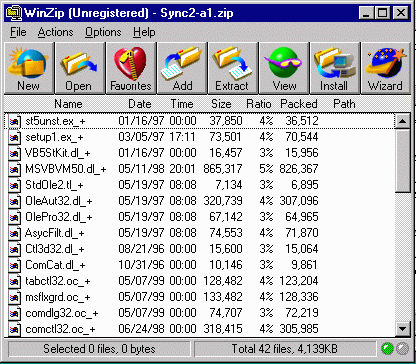 WinZip (Unregistered) - Sync2-a1.zip
File Actions Options Help
New Open Favorites Add Extract View Install Wizard
Name Date Time Size Ratio Packed Path
st5unst.ex_+ 01/16/97 00:00 37,850 4% 36,512
setup1.ex_+ 03/05/97 17:11 73,501 4% 70,544
VB5StKit.dl_+ 01/16/97 00:00 16,457 3% 15,956
MSVBVM50.dl_+ 05/11/98 20:01 865,317 5% 826,367
StdOle2.tl_+ 05/19/97 08:08 7,134 3% 6,895
OleAut32.dl_+ 05/19/97 08:08 320,739 4% 307,096
OlePro32.dl_+ 05/19/97 08:08 67,142 3% 64,965
AsycFilt.dl_+ 05/19/97 08:08 74,553 4% 71,870
Ctl3d32.dl_+ 08/21/96 00:00 15,600 3% 15,064
ComCat.dl_+ 10/31/96 00:00 10,146 3% 9,861
tabctl32.oc_+ 05/07/99 00:00 128,482 4% 123,204
msflxgrd.oc_+ 05/07/99 00:00 133,482 4% 128,336
comdlg32.oc_+ 05/07/99 00:00 74,707 3% 72,219
comctl32.oc_+ 06/24/98 00:00 318,415 4% 305,985
Selected 0 files, 0 bytes Total 42 files, 4,139KB